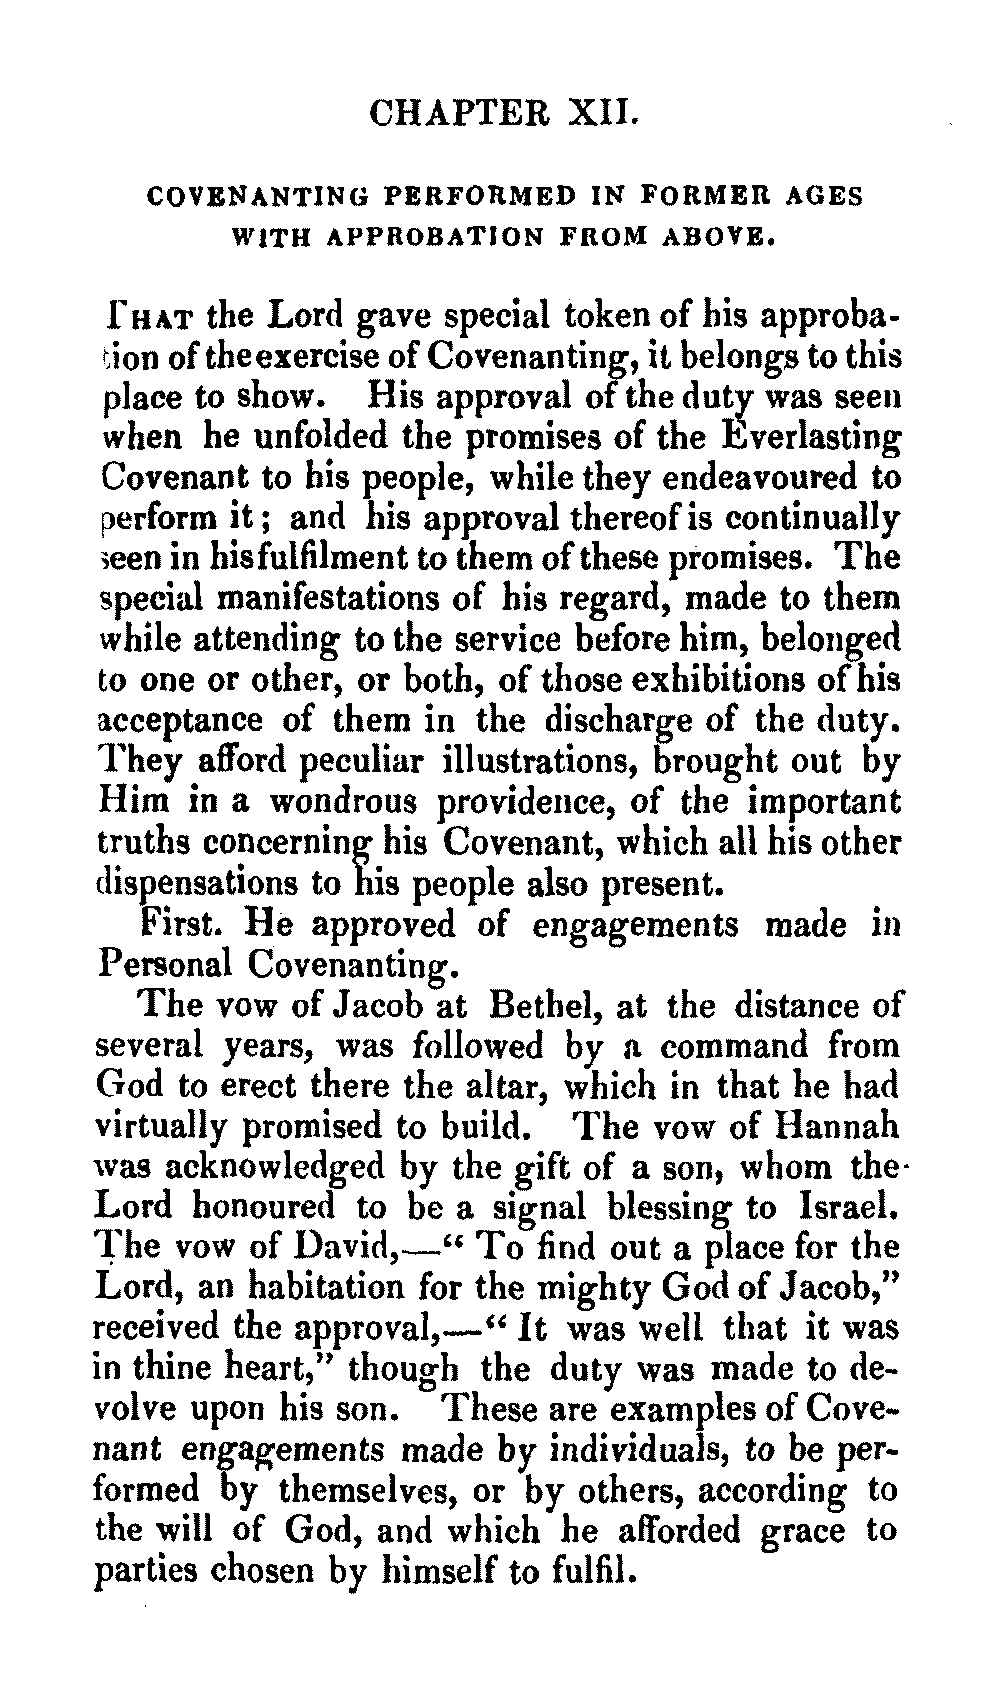 CHAPTER XII.
COVENANTING PERFORMED IN FORMER AGES
WITH APPROBATION FROM ABOVE.
THAT the Lord gave special token of his approba-
tion of the exercise of Covenanting, it belongs to this
place to show. His approval of the duty was seen
when he unfolded the promises of the Everlasting
Covenant to his people, while they endeavoured to
perform it; and his approval thereof is continually
seen in his fulfilment to them of these promises. The
special manifestations of his regard, made to them
while attending to the service before him, belonged
to one or other, or both, of those exhibitions of his
acceptance of them in the discharge of the duty.
They afford peculiar illustrations, brought out by
Him in a wondrous providence, of the important
truths concerning his Covenant, which all his other
dispensations to his people also present.
First. He approved of engagements made in
Personal Covenanting.
The vow of Jacob at Bethel, at the distance of
several years, was followed by a command from
God to erect there the altar, which in that he had
virtually promised to build. The vow of Hannah
was acknowledged by the gift of a son, whom the
Lord honoured to be a signal blessing to Israel.
The vow of David,—“ To find out a place for the
Lord, an habitation for the mighty God of Jacob,”
received the approval,—“ It was well that it was
in thine heart,” though the duty was made to de-
volve upon his son. These are examples of Cove-
nant engagements made by individuals, to be per-
formed by themselves, or by others, according to
the will of God, and which he afforded grace to
parties chosen by himself to fulfil.